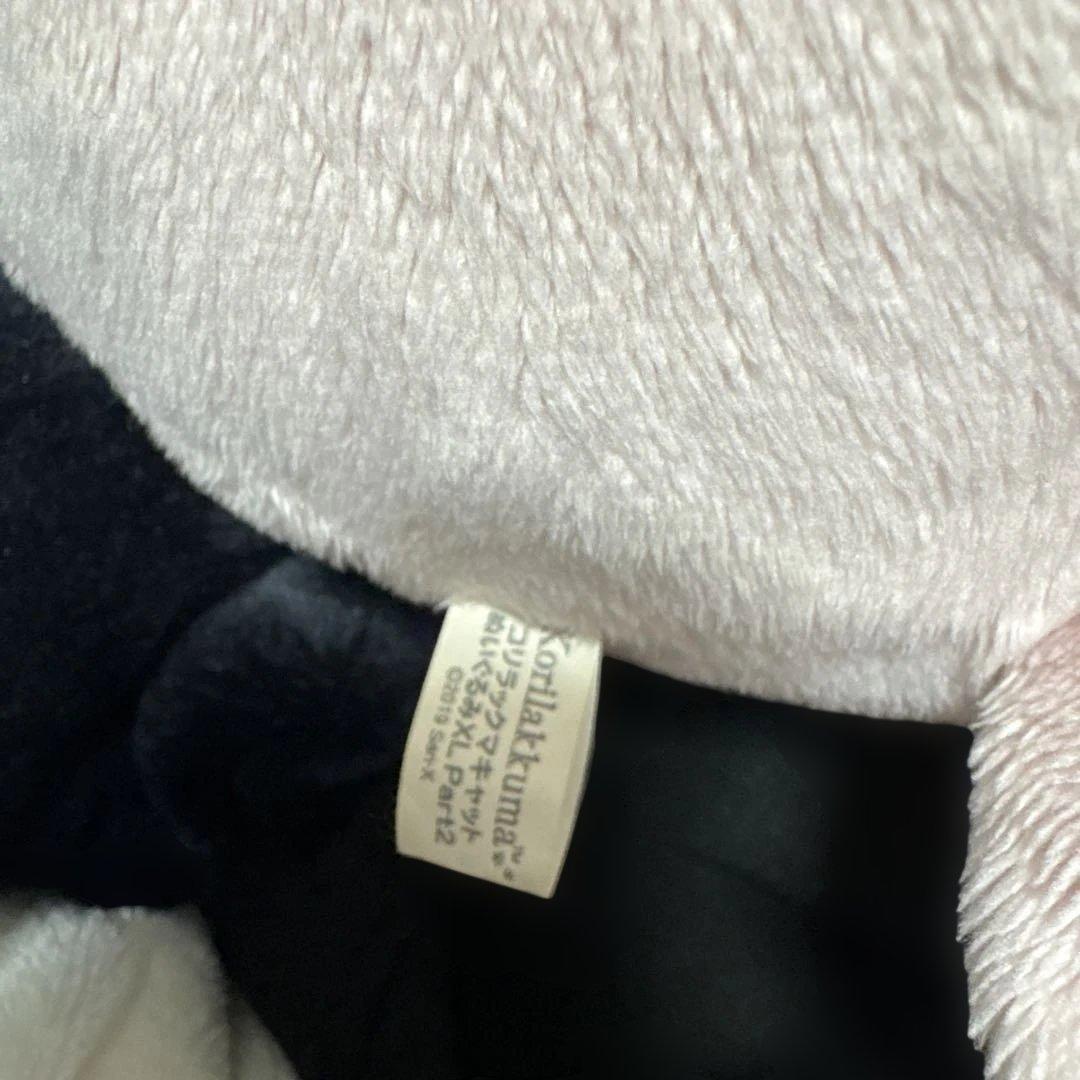 Korilakkuma™
コリラックマキャット
ぬいぐるみXL Part2
©2019 San-X